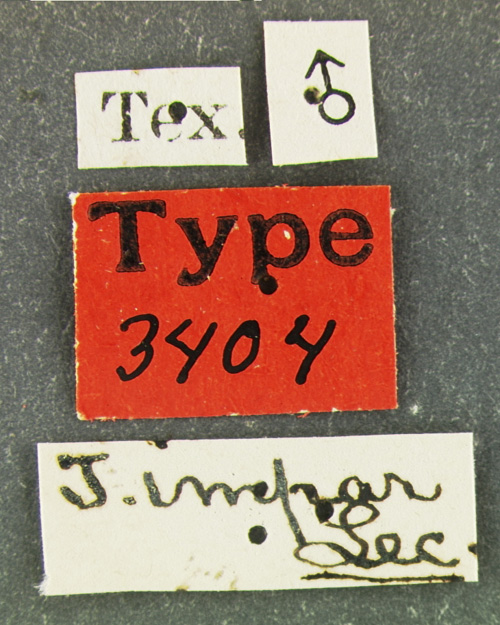 Tex.
♂
Type
3404
J. impar
Lec.